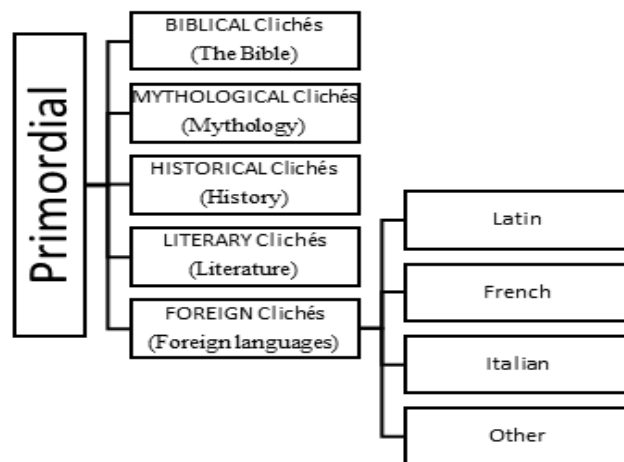 Primordial
BIBLICAL Clichés
(The Bible)
MYTHOLOGICAL Clichés
(Mythology)
HISTORICAL Clichés
(History)
LITERARY Clichés
(Literature)
FOREIGN Clichés
(Foreign languages)
Latin
French
Italian
Other